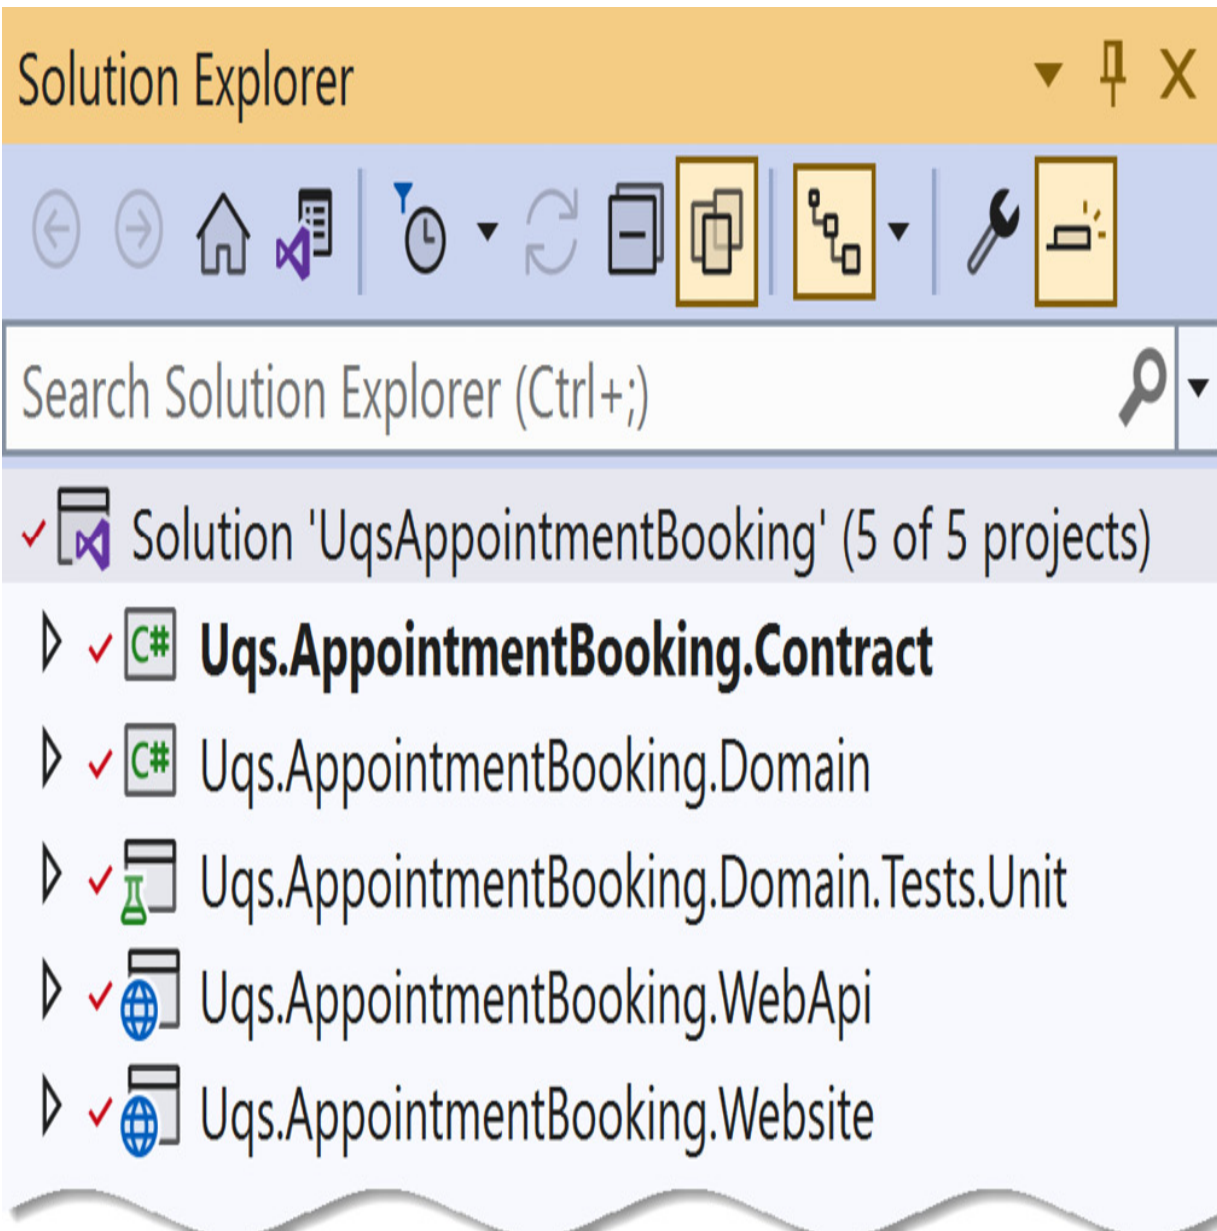 Solution Explorer
Search Solution Explorer (Ctrl+;)
Solution 'UqsAppointmentBooking' (5 of 5 projects)
C# Uqs.AppointmentBooking.Contract
C# Uqs.AppointmentBooking.Domain
Uqs.AppointmentBooking.Domain.Tests.Unit
Uqs.AppointmentBooking.WebApi
Uqs.AppointmentBooking.Website